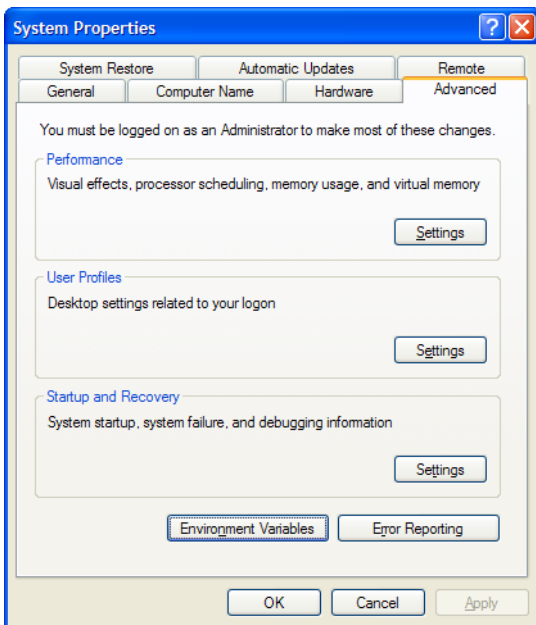 System Properties
System Restore Automatic Updates Remote
General Computer Name Hardware Advanced
You must be logged on as an Administrator to make most of these changes.
Performance
Visual effects, processor scheduling, memory usage, and virtual memory
Settings
User Profiles
Desktop settings related to your logon
Settings
Startup and Recovery
System startup, system failure, and debugging information
Settings
Environment Variables Error Reporting
OK Cancel Apply